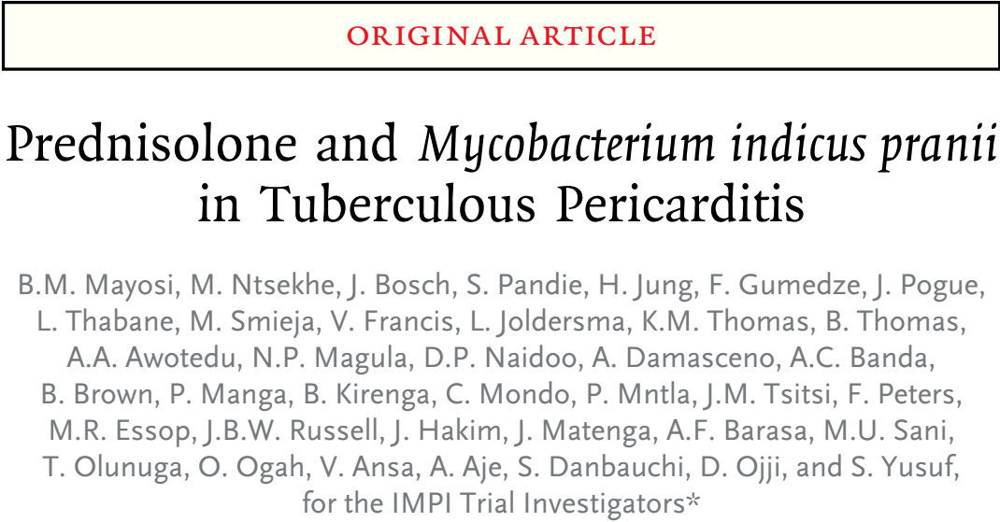 ORIGINAL ARTICLE
Prednisolone and Mycobacterium indicus pranii
in Tuberculous Pericarditis
B.M. Mayosi, M. Ntsekhe, J. Bosch, S. Pandie, H. Jung, F. Gumedze, J. Pogue,
L. Thabane, M. Smieja, V. Francis, L. Joldersma, K.M. Thomas, B. Thomas,
A.A. Awotedu, N.P. Magula, D.P. Naidoo, A. Damasceno, A.C. Banda,
B. Brown, P. Manga, B. Kirenga, C. Mondo, P. Mntla, J.M. Tsitsi, F. Peters,
M.R. Essop, J.B.W. Russell, J. Hakim, J. Matenga, A.F. Barasa, M.U. Sani,
T. Olunuga, O. Ogah, V. Ansa, A. Aje, S. Danbauchi, D. Ojji, and S. Yusuf,
for the IMPI Trial Investigators*